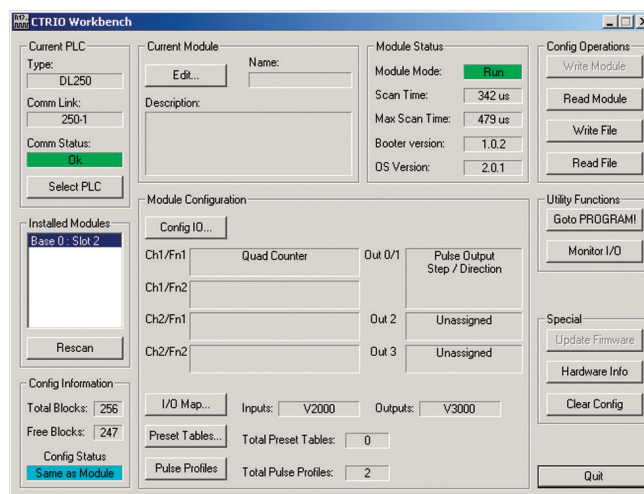 CTRIO Workbench
Current PLC
Type:
DL250
Comm Link:
250-1
Comm Status:
Ok
Select PLC
Installed Modules
Base 0 : Slot 2
Rescan
Config Information
Total Blocks: 256
Free Blocks: 247
Config Status
Same as Module
Current Module
Edit...
Name:
Description:
Module Status
Module Mode: Run
Scan Time: 342 us
Max Scan Time: 479 us
Booter version: 1.0.2
OS Version: 2.0.1
Module Configuration
Config IO...
Ch1/Fn1 Quad Counter
Ch1/Fn2
Ch2/Fn1
Ch2/Fn2
Out 0/1 Pulse Output
Step / Direction
Out 2 Unassigned
Out 3 Unassigned
I/O Map... Inputs: V2000 Outputs: V3000
Preset Tables... Total Preset Tables: 0
Pulse Profiles Total Pulse Profiles: 2
Config Operations
Write Module
Read Module
Write File
Read File
Utility Functions
Goto PROGRAM!
Monitor I/O
Special
Update Firmware
Hardware Info
Clear Config
Quit